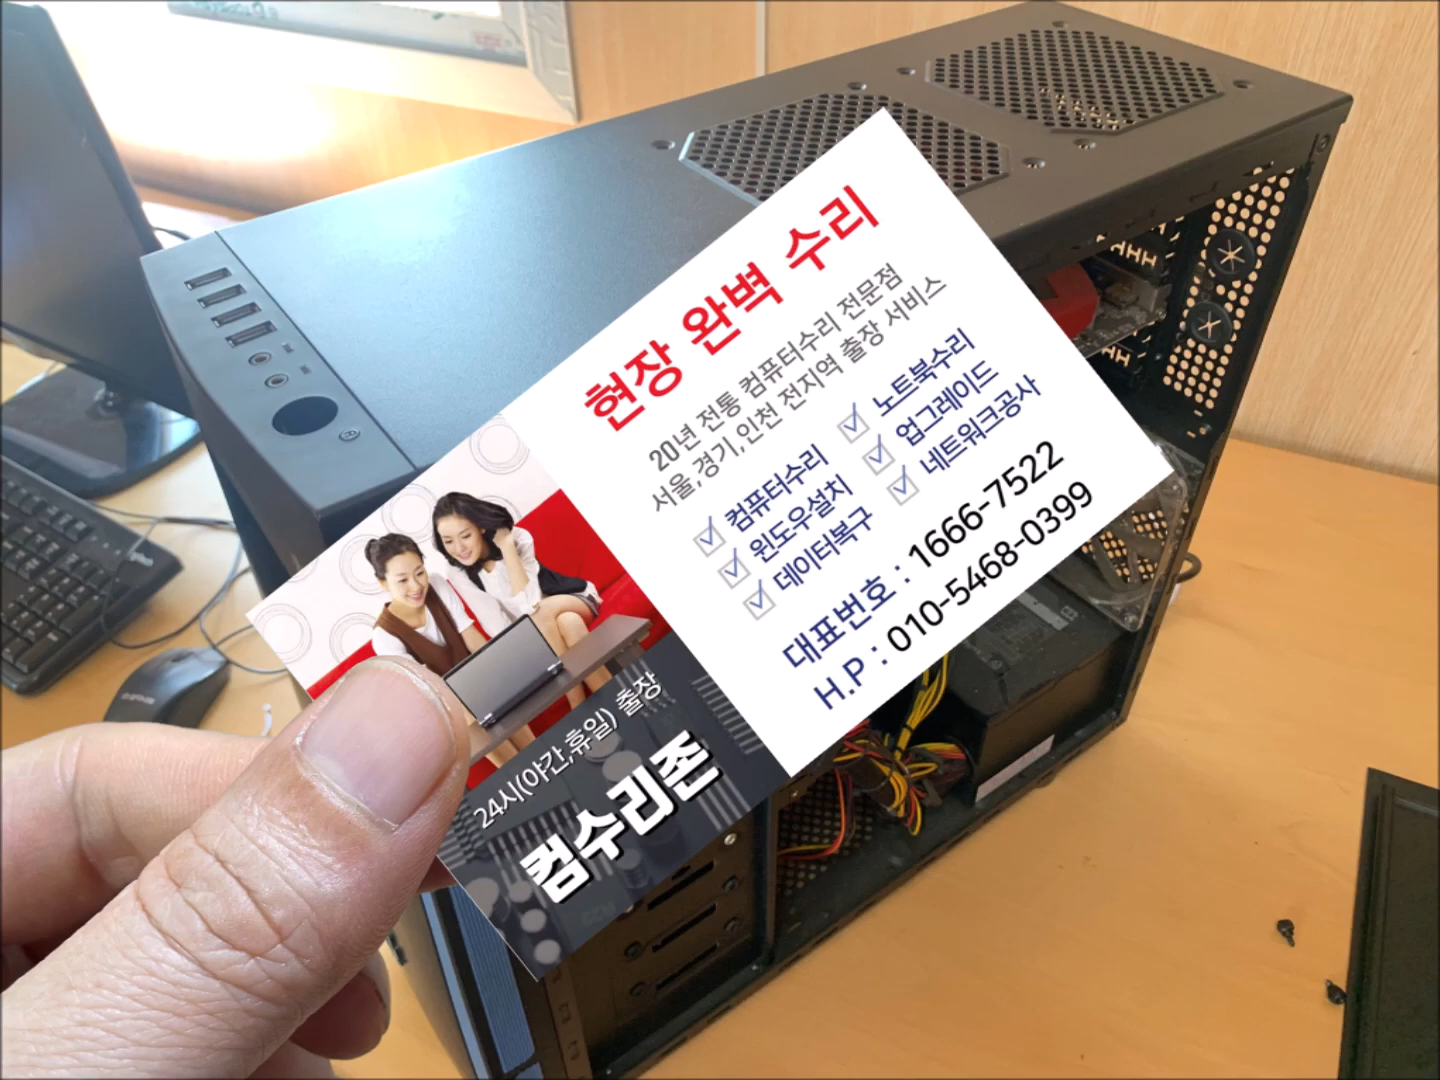 현장 완벽 수리
20년 전통 컴퓨터수리 전문점
서울,경기,인천 전지역 출장 서비스
컴퓨터수리
윈도우설치
데이터복구
노트북수리
업그레이드
네트워크공사
대표번호 : 1666-7522
H.P : 010-5468-0399
24시(야간,휴일) 출장
컴수리존